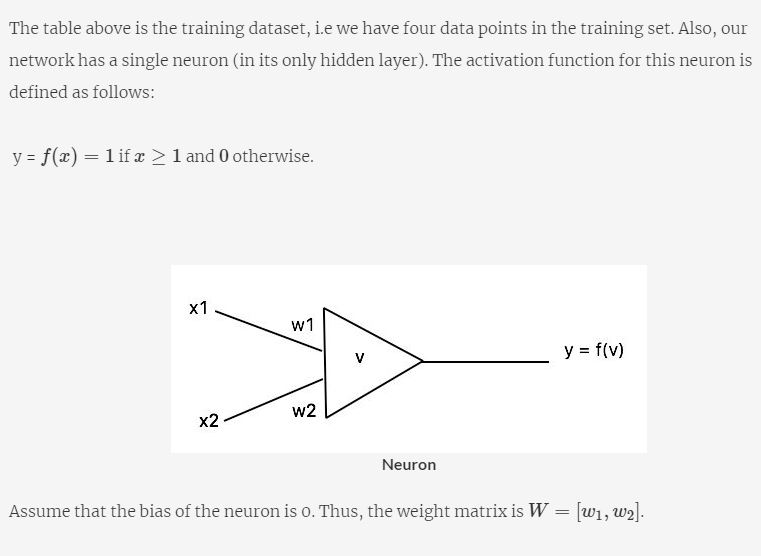 The table above is the training dataset, i.e we have four data points in the training set. Also, our
network has a single neuron (in its only hidden layer). The activation function for this neuron is
defined as follows:
y = f(x) = 1 if x ≥ 1 and 0 otherwise.
x1
w1
v
y = f(v)
w2
x2
Neuron
Assume that the bias of the neuron is 0. Thus, the weight matrix is W = [w₁, w₂].